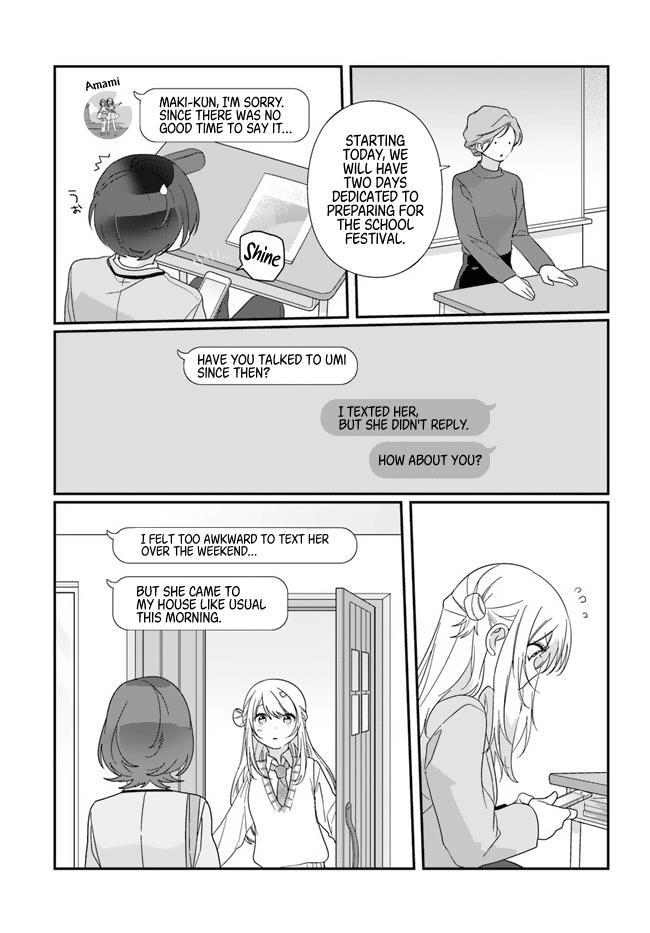 Amami
MAKI-KUN, I'M SORRY.
SINCE THERE WAS NO
GOOD TIME TO SAY IT...
Shine
STARTING
TODAY, WE
WILL HAVE
TWO DAYS
DEDICATED TO
PREPARING FOR
THE SCHOOL
FESTIVAL.
HAVE YOU TALKED TO UMI
SINCE THEN?
I TEXTED HER,
BUT SHE DIDN'T REPLY.
HOW ABOUT YOU?
I FELT TOO AWKWARD TO TEXT HER
OVER THE WEEKEND...
BUT SHE CAME TO
MY HOUSE LIKE USUAL
THIS MORNING.